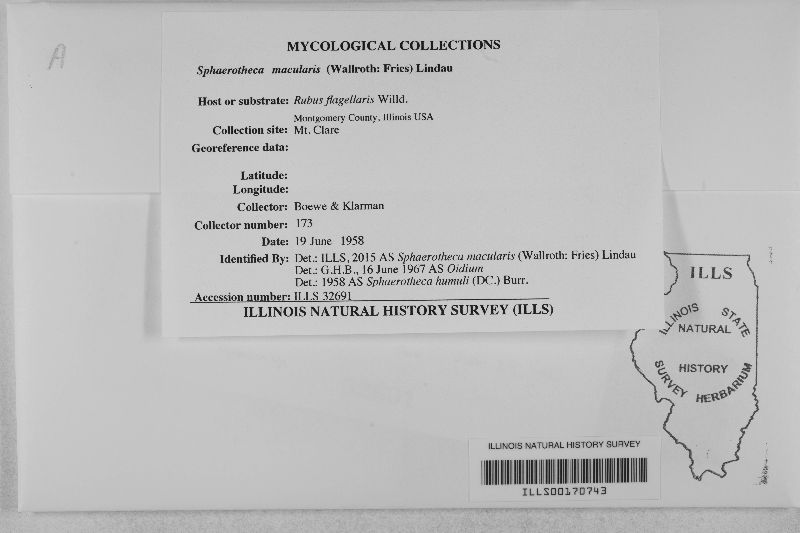 A
MYCOLOGICAL COLLECTIONS
Sphaerotheca macularis (Wallroth: Fries) Lindau
Host or substrate: Rubus flagellaris Willd.
Montgomery County, Illinois USA
Collection site: Mt. Clare
Georeference data:
Latitude:
Longitude:
Collector: Boewe & Klarman
Collector number: 173
Date: 19 June 1958
Identified By: Det.: ILLS, 2015 AS Sphaerotheca macularis (Wallroth: Fries) Lindau
Det.: G.H.B., 16 June 1967 AS Oidium
Det.: 1958 AS Sphaerotheca humuli (DC.) Burr.
Accession number: ILLS 32691
ILLINOIS NATURAL HISTORY SURVEY (ILLS)
ILLS
ILLINOIS STATE
NATURAL
HISTORY
SURVEY HERBARIUM
ILLINOIS NATURAL HISTORY SURVEY
ILLS00170743